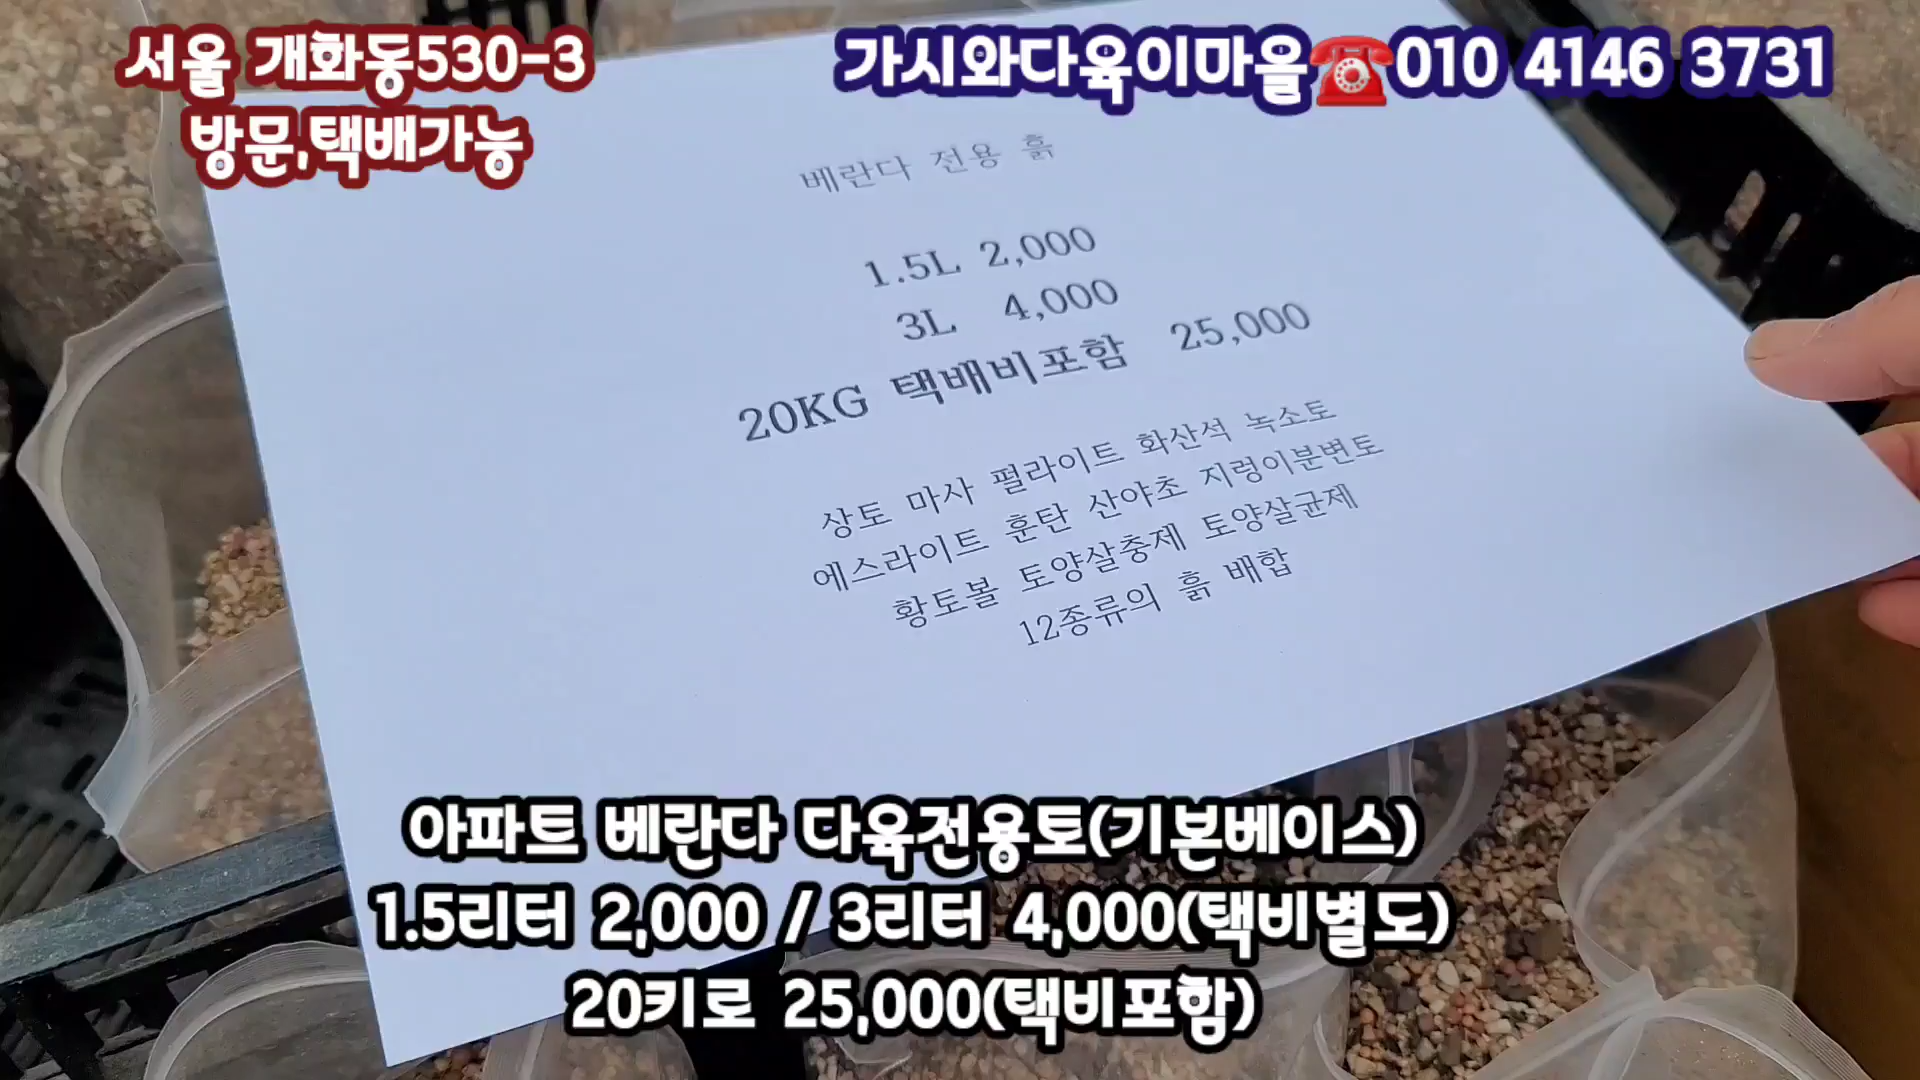 서울 개화동530-3
방문,택배가능
가시와다육이마을☎010 4146 3731
베란다 전용 흙
1.5L 2,000
3L 4,000
20KG 택배비포함 25,000
상토 마사 펄라이트 화산석 녹소토
에스라이트 훈탄 산야초 지렁이분변토
황토볼 토양살충제 토양살균제
12종류의 흙 배합
아파트 베란다 다육전용토(기본베이스)
1.5리터 2,000 / 3리터 4,000(택비별도)
20키로 25,000(택비포함)